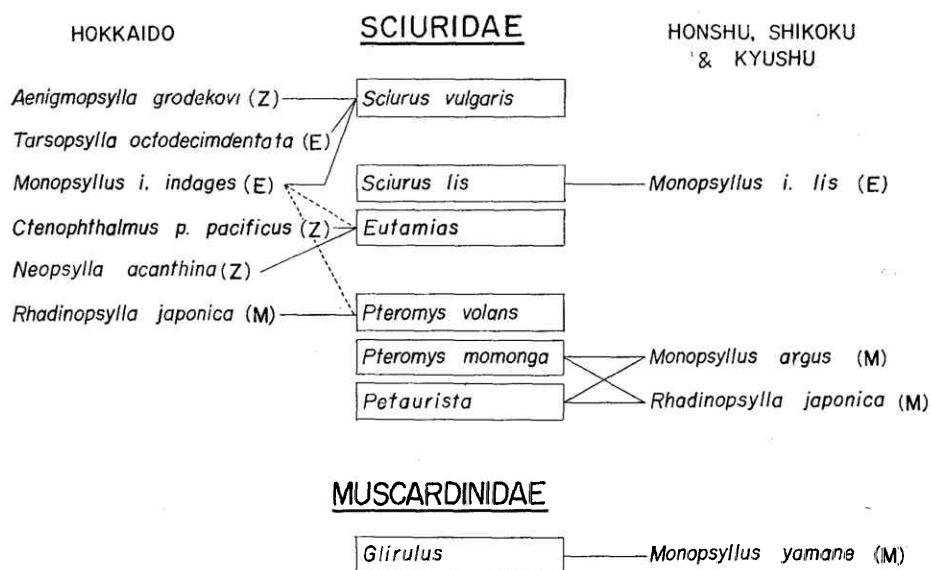 HOKKAIDO
SCIURIDAE
HONSHU, SHIKOKU
& KYUSHU
Aenigmopsylla grodekovi (Z)
Sciurus vulgaris
Tarsopsylla octodecimdentata (E)
Monopsyllus i. indages (E)
Sciurus lis
Monopsyllus i. lis (E)
Ctenophthalmus p. pacificus (Z)
Eutamias
Neopsylla acanthina (Z)
Rhadinopsylla japonica (M)
Pteromys volans
Pteromys momonga
Monopsyllus argus (M)
Petaurista
Rhadinopsylla japonica (M)
MUSCARDINIDAE
Glirulus
Monopsyllus yamane (M)